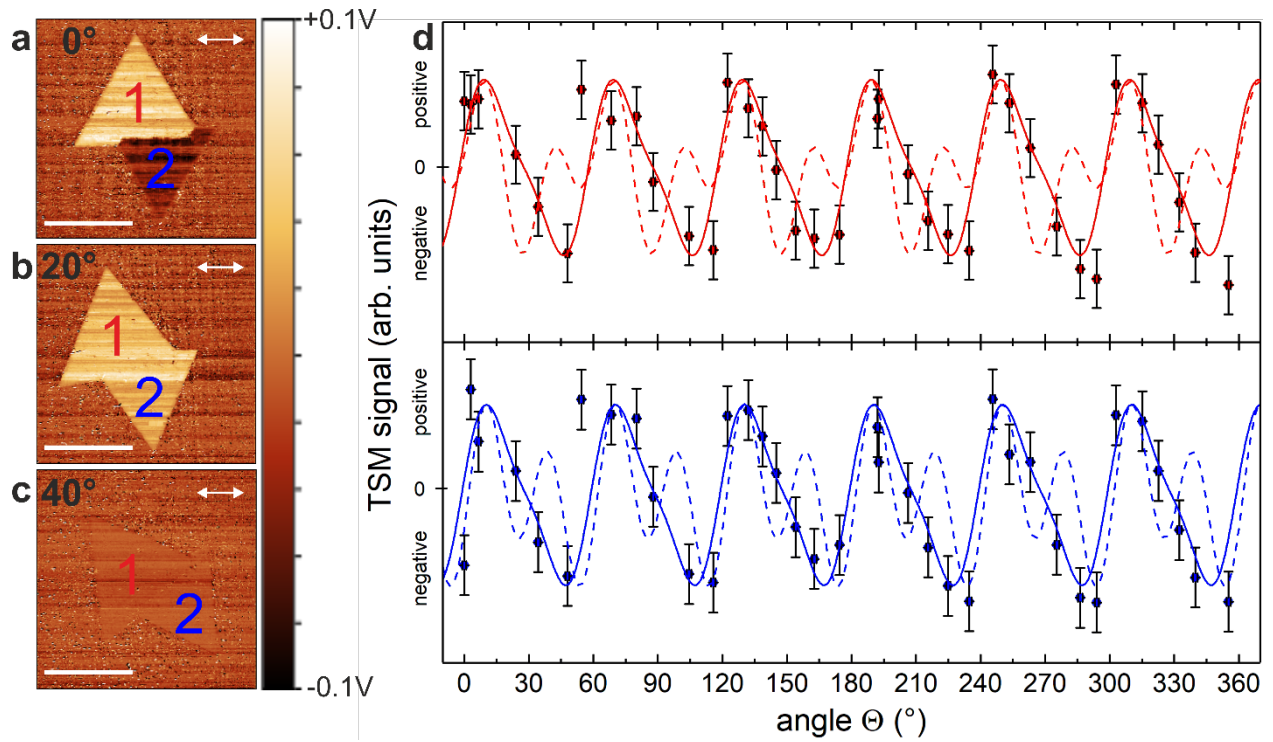 a
0°
1
2
b
20°
1
2
c
40°
1
2
+0.1V
-0.1V
d
TSM signal (arb. units)
positive
0
negative
positive
0
negative
0 30 60 90 120 150 180 210 240 270 300 330 360
angle Θ (°)